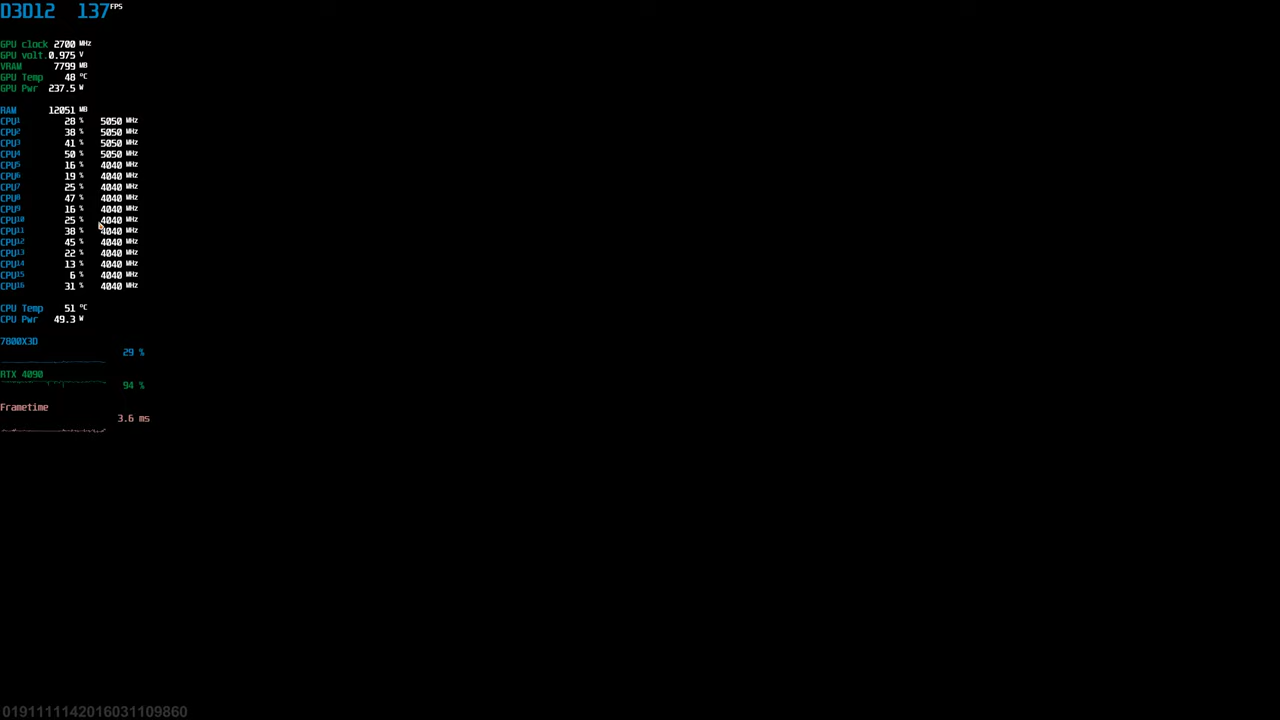 D3D12 137 FPS
GPU clock 2700 MHz
GPU volt. 0.975 V
VRAM 7799 MB
GPU Temp 48 °C
GPU Pwr 237.5 W
RAM 12051 MB
CPU1 28 % 5050 MHz
CPU2 38 % 5050 MHz
CPU3 41 % 5050 MHz
CPU4 50 % 5050 MHz
CPU5 16 % 4040 MHz
CPU6 19 % 4040 MHz
CPU7 25 % 4040 MHz
CPU8 47 % 4040 MHz
CPU9 16 % 4040 MHz
CPU10 25 % 4040 MHz
CPU11 38 % 4040 MHz
CPU12 45 % 4040 MHz
CPU13 22 % 4040 MHz
CPU14 13 % 4040 MHz
CPU15 6 % 4040 MHz
CPU16 31 % 4040 MHz
CPU Temp 51 °C
CPU Pwr 49.3 W
7800X3D
29 %
RTX 4090
94 %
Frametime
3.6 ms
0191111142016031109860